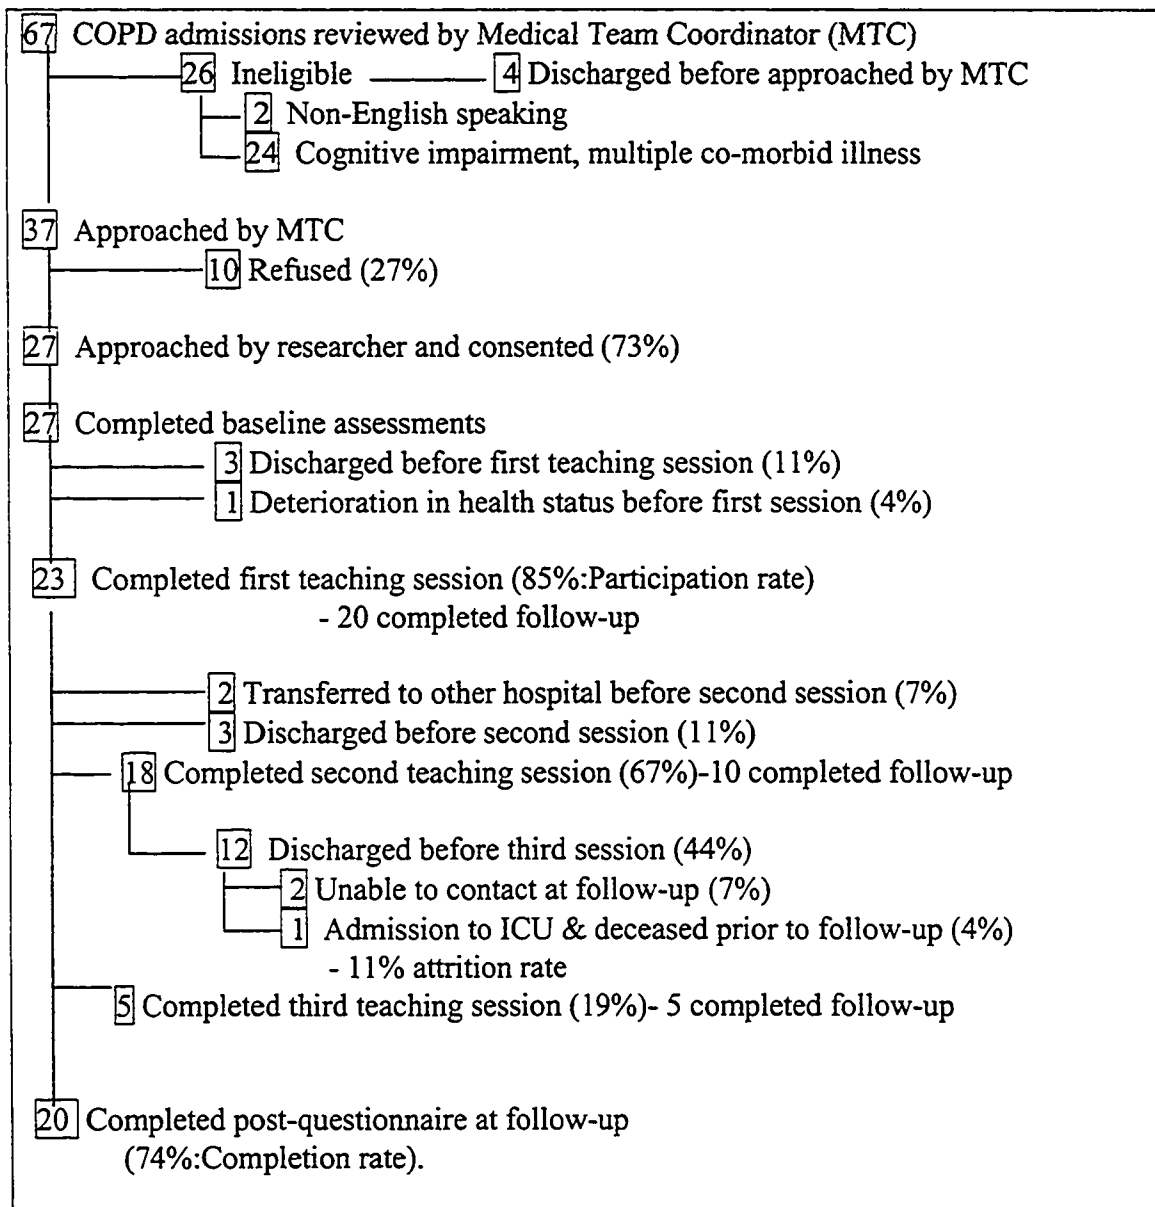 67 COPD admissions reviewed by Medical Team Coordinator (MTC)
26 Ineligible 4 Discharged before approached by MTC
2 Non-English speaking
24 Cognitive impairment, multiple co-morbid illness
37 Approached by MTC
10 Refused (27%)
27 Approached by researcher and consented (73%)
27 Completed baseline assessments
3 Discharged before first teaching session (11%)
1 Deterioration in health status before first session (4%)
23 Completed first teaching session (85%:Participation rate)
- 20 completed follow-up
2 Transferred to other hospital before second session (7%)
3 Discharged before second session (11%)
18 Completed second teaching session (67%)-10 completed follow-up
12 Discharged before third session (44%)
2 Unable to contact at follow-up (7%)
1 Admission to ICU & deceased prior to follow-up (4%)
- 11% attrition rate
5 Completed third teaching session (19%)- 5 completed follow-up
20 Completed post-questionnaire at follow-up
(74%:Completion rate).